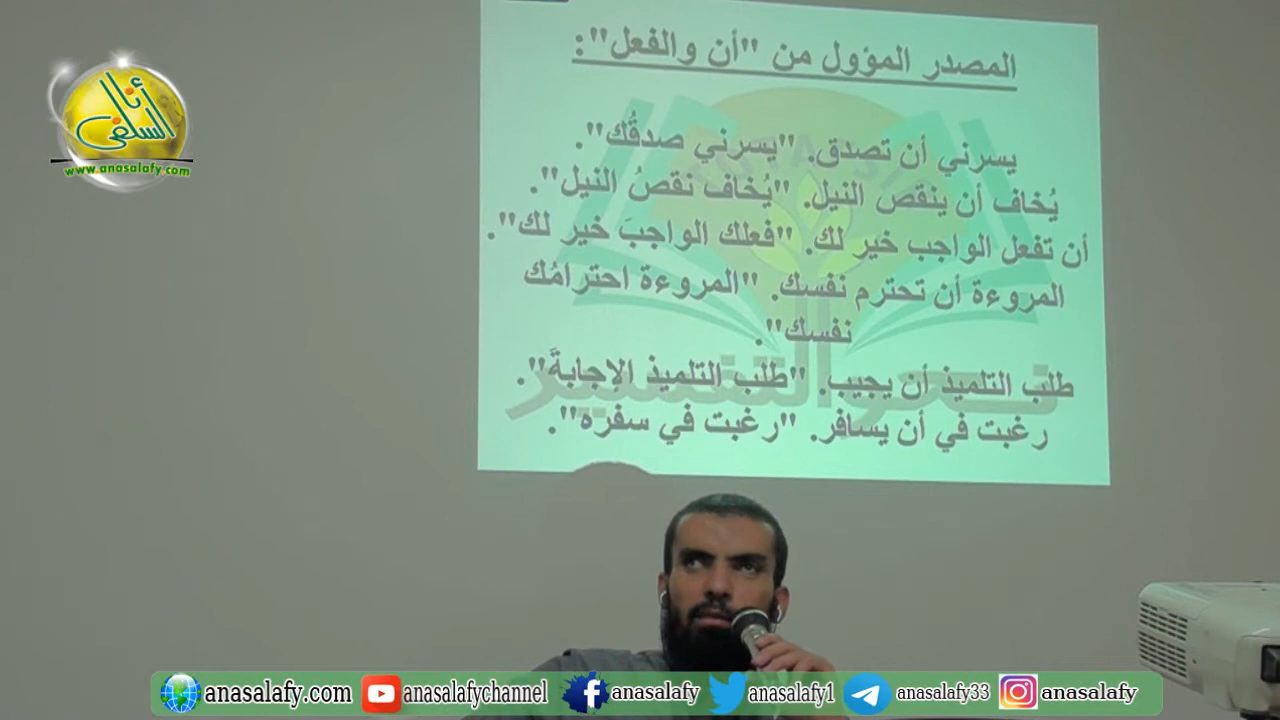 المصدر المؤول من "أن والفعل":
يسرني أن تصدق. "يسرني صدقُك".
يُخاف أن ينقص النيل. "يُخاف نقصُ النيل".
أن تفعل الواجب خير لك. "فعلك الواجبَ خير لك".
المروءة أن تحترم نفسك. "المروءة احترامُك
نفسك".
طلب التلميذ أن يجيب. "طلب التلميذ الإجابةَ".
رغبت في أن يسافر. "رغبت في سفره".
نحو التفسير
أنا السلفى
www.anasalafy.com
anasalafy.com anasalafychannel anasalafy anasalafy1 anasalafy33 anasalafy